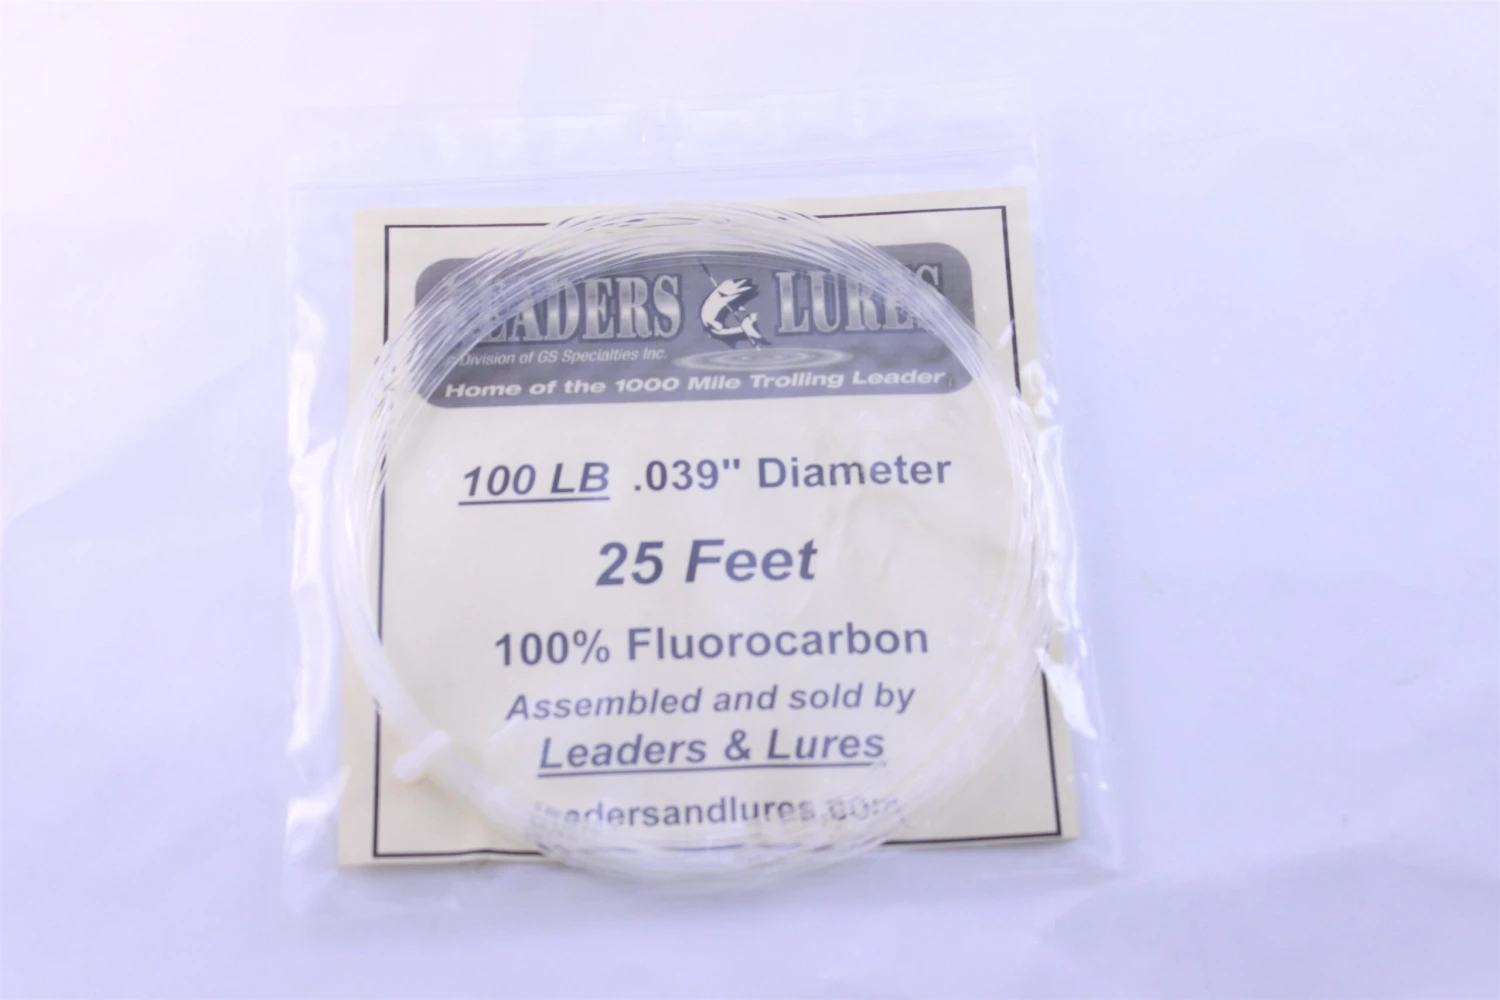 LEADERS & LURES
a Division of GS Specialties Inc.
Home of the 1000 Mile Trolling Leader
100 LB .039" Diameter
25 Feet
100% Fluorocarbon
Assembled and sold by
Leaders & Lures
leadersandlures.com